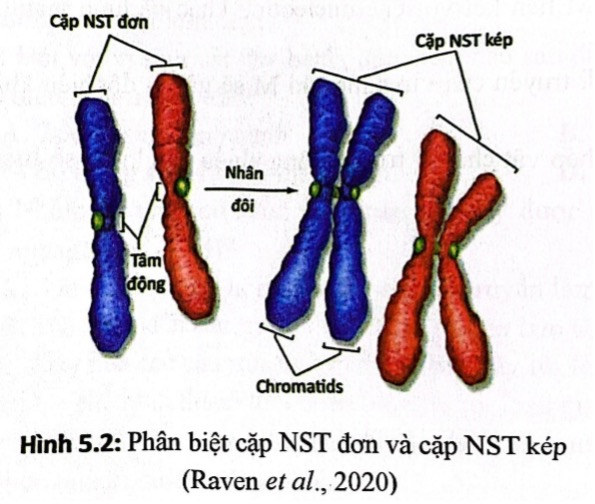 Cặp NST đơn
Cặp NST kép
Nhân
đôi
Tâm
động
Chromatids
Hình 5.2: Phân biệt cặp NST đơn và cặp NST kép
(Raven et al., 2020)